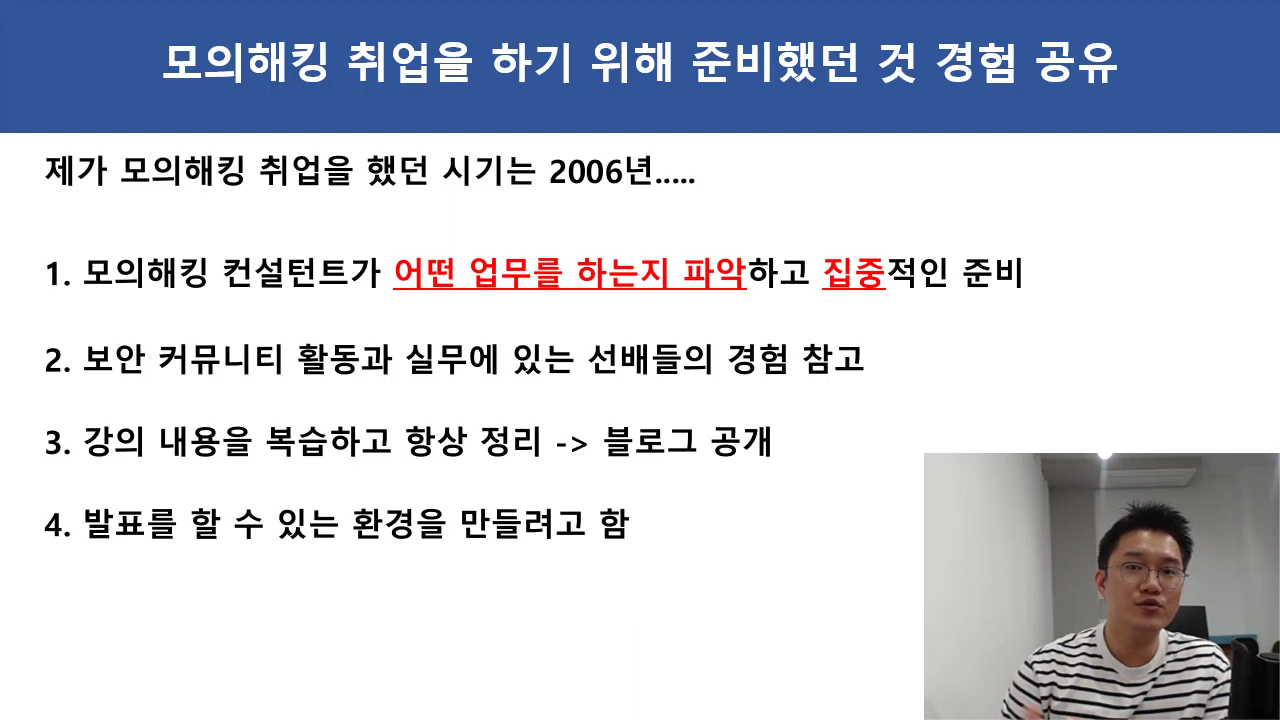 모의해킹 취업을 하기 위해 준비했던 것 경험 공유
제가 모의해킹 취업을 했던 시기는 2006년.....
1. 모의해킹 컨설턴트가 어떤 업무를 하는지 파악하고 집중적인 준비
2. 보안 커뮤니티 활동과 실무에 있는 선배들의 경험 참고
3. 강의 내용을 복습하고 항상 정리 -> 블로그 공개
4. 발표를 할 수 있는 환경을 만들려고 함